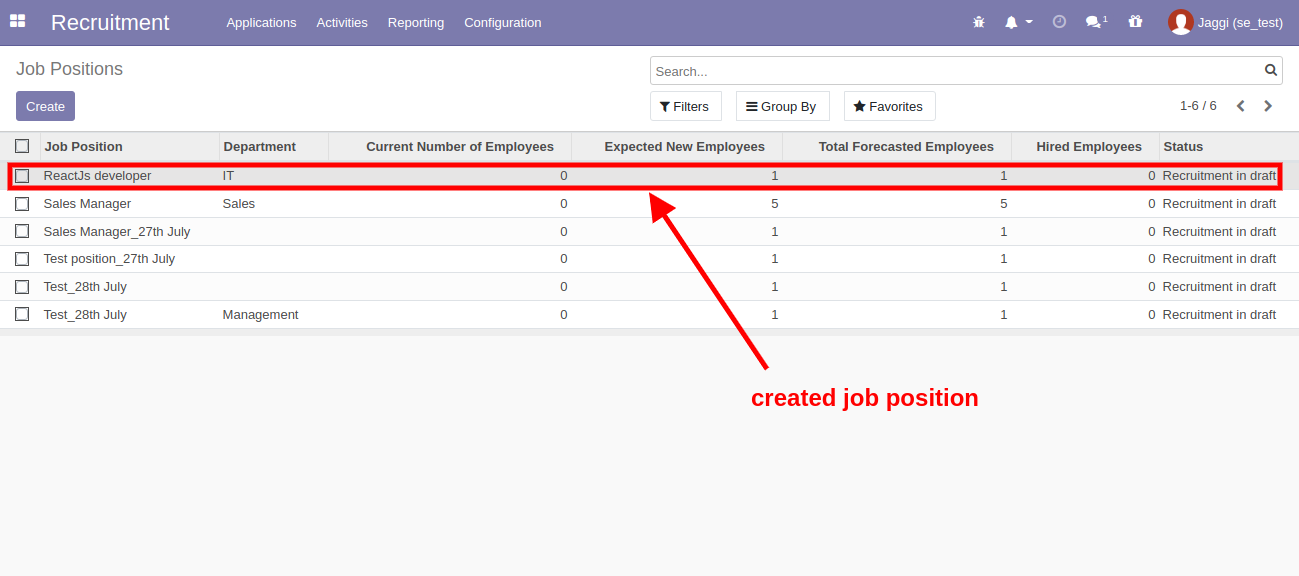 Recruitment Applications Activities Reporting Configuration 1 Jaggi (se_test)
Job Positions Search...
Create Filters Group By Favorites 1-6 / 6
Job Position Department Current Number of Employees Expected New Employees Total Forecasted Employees Hired Employees Status
ReactJs developer IT 0 1 1 0 Recruitment in draft
Sales Manager Sales 0 5 5 0 Recruitment in draft
Sales Manager_27th July 0 1 1 0 Recruitment in draft
Test position_27th July 0 1 1 0 Recruitment in draft
Test_28th July 0 1 1 0 Recruitment in draft
Test_28th July Management 0 1 1 0 Recruitment in draft
created job position